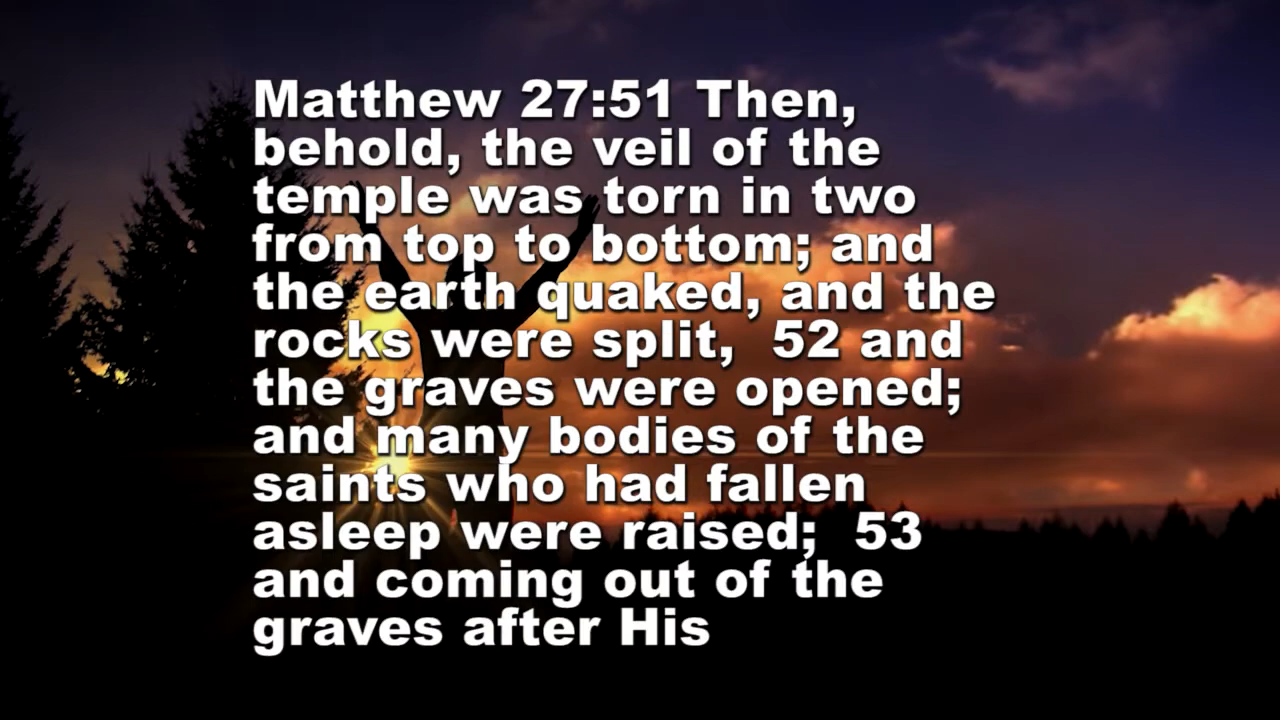 Matthew 27:51 Then,
behold, the veil of the
temple was torn in two
from top to bottom; and
the earth quaked, and the
rocks were split,  52 and
the graves were opened;
and many bodies of the
saints who had fallen
asleep were raised;  53
and coming out of the
graves after His